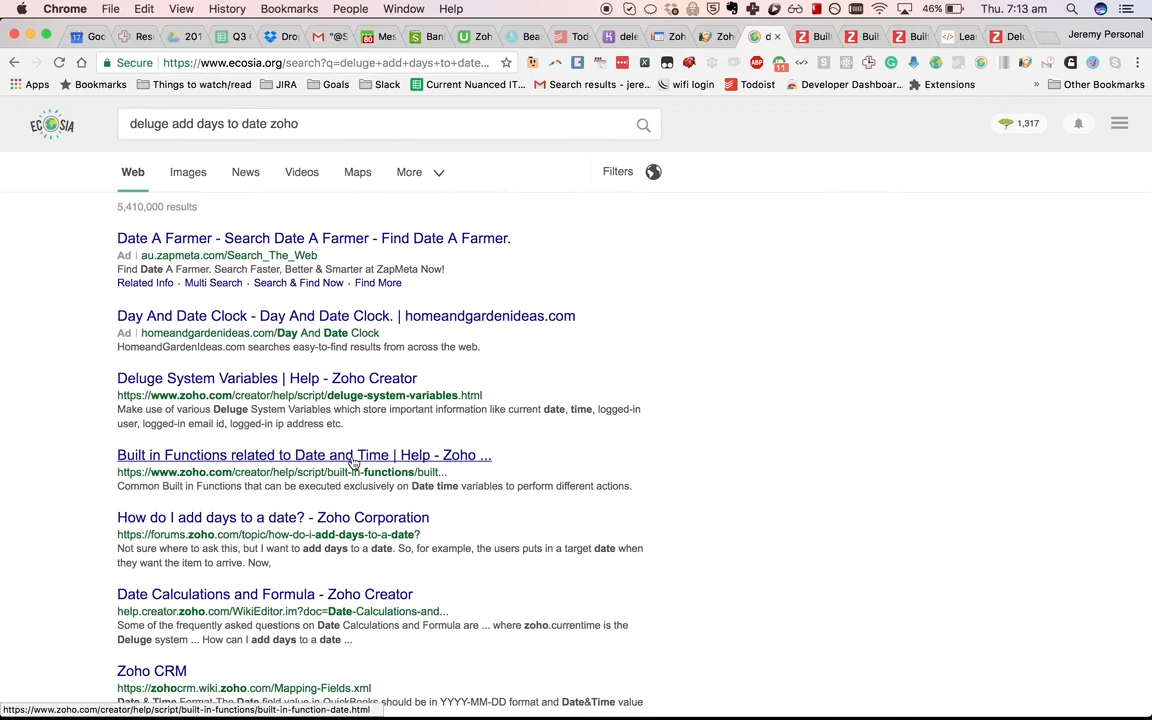 Chrome File Edit View History Bookmarks People Window Help 46% Thu. 7:13 am
Goo Res 201 Q3 Dro "@S Me Ban Zoh Bea Tod dele Zoh Zoh d Buil Buil Buil Lea Delu Jeremy Personal
Secure https://www.ecosia.org/search?q=deluge+add+days+to+date...
Apps Bookmarks Things to watch/read JIRA Goals Slack Current Nuanced IT... Search results - jere... wifi login Todoist Developer Dashboar... Extensions » Other Bookmarks
ECOSIA deluge add days to date zoho 1,317
Web Images News Videos Maps More Filters
5,410,000 results
Date A Farmer - Search Date A Farmer - Find Date A Farmer.
Ad au.zapmeta.com/Search_The_Web
Find Date A Farmer. Search Faster, Better & Smarter at ZapMeta Now!
Related Info · Multi Search · Search & Find Now · Find More
Day And Date Clock - Day And Date Clock. | homeandgardenideas.com
Ad homeandgardenideas.com/Day And Date Clock
HomeandGardenIdeas.com searches easy-to-find results from across the web.
Deluge System Variables | Help - Zoho Creator
https://www.zoho.com/creator/help/script/deluge-system-variables.html
Make use of various Deluge System Variables which store important information like current date, time, logged-in
user, logged-in email id, logged-in ip address etc.
Built in Functions related to Date and Time | Help - Zoho ...
https://www.zoho.com/creator/help/script/built-in-functions/built...
Common Built in Functions that can be executed exclusively on Date time variables to perform different actions.
How do I add days to a date? - Zoho Corporation
https://forums.zoho.com/topic/how-do-i-add-days-to-a-date?
Not sure where to ask this, but I want to add days to a date. So, for example, the users puts in a target date when
they want the item to arrive. Now,
Date Calculations and Formula - Zoho Creator
help.creator.zoho.com/WikiEditor.im?doc=Date-Calculations-and...
Some of the frequently asked questions on Date Calculations and Formula are ... where zoho.currentime is the
Deluge system ... How can I add days to a date ...
Zoho CRM
https://zohocrm.wiki.zoho.com/Mapping-Fields.xml
Date & Time Format The Date field value in QuickBooks should be in YYYY-MM-DD format and Date&Time value
https://www.zoho.com/creator/help/script/built-in-functions/built-in-function-date.html